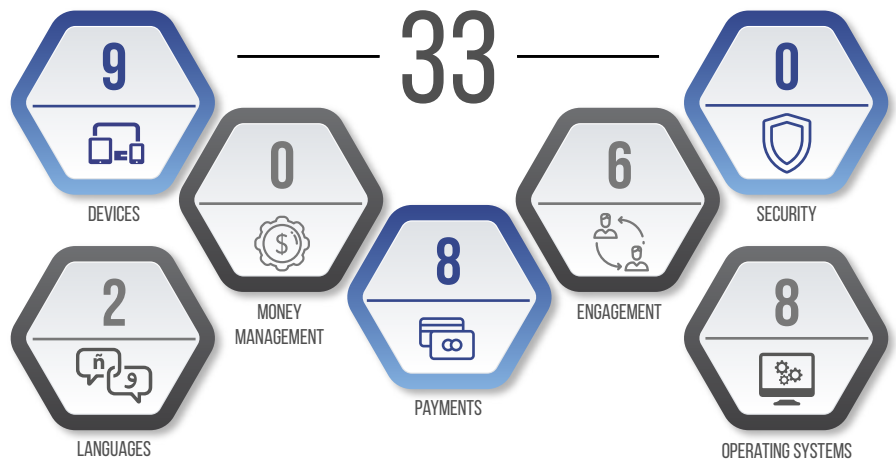 33
9
DEVICES
0
MONEY
MANAGEMENT
8
PAYMENTS
6
ENGAGEMENT
0
SECURITY
2
ñ
و
LANGUAGES
8
OPERATING SYSTEMS
$